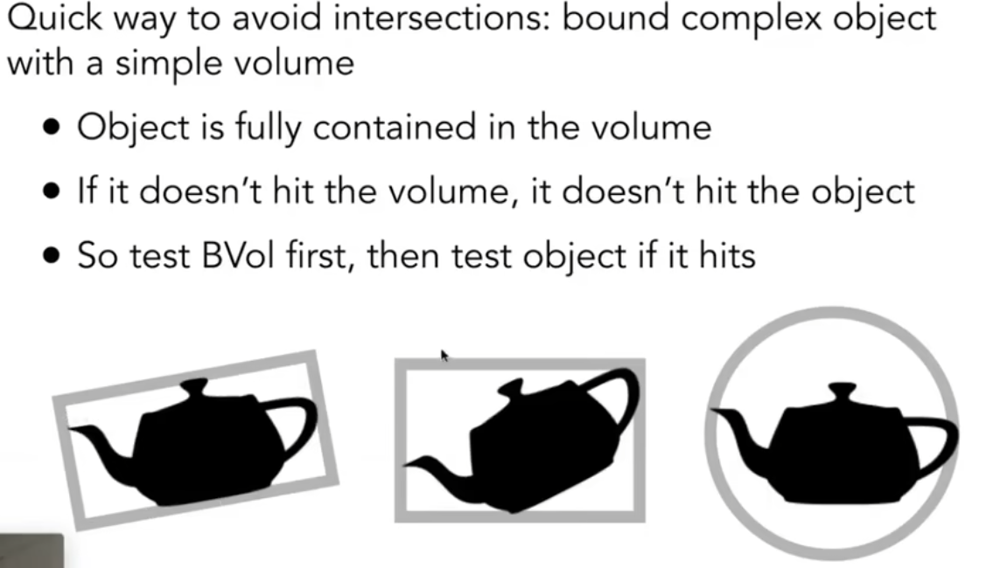 Quick way to avoid intersections: bound complex object
with a simple volume
● Object is fully contained in the volume
● If it doesn’t hit the volume, it doesn’t hit the object
● So test BVol first, then test object if it hits